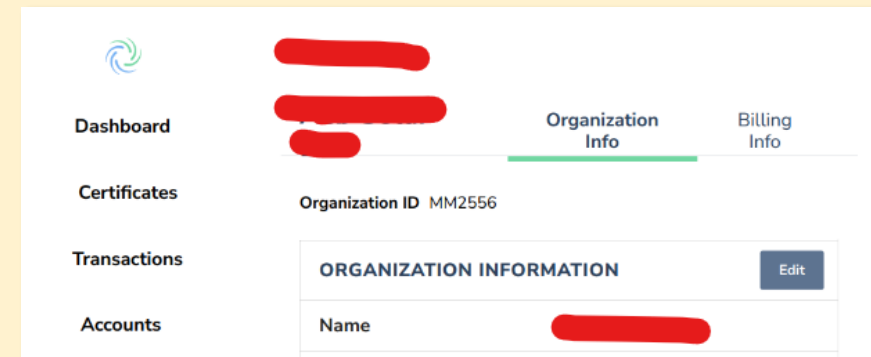 Dashboard
Organization Info
Billing Info
Certificates
Organization ID MM2556
Transactions
ORGANIZATION INFORMATION
Edit
Accounts
Name